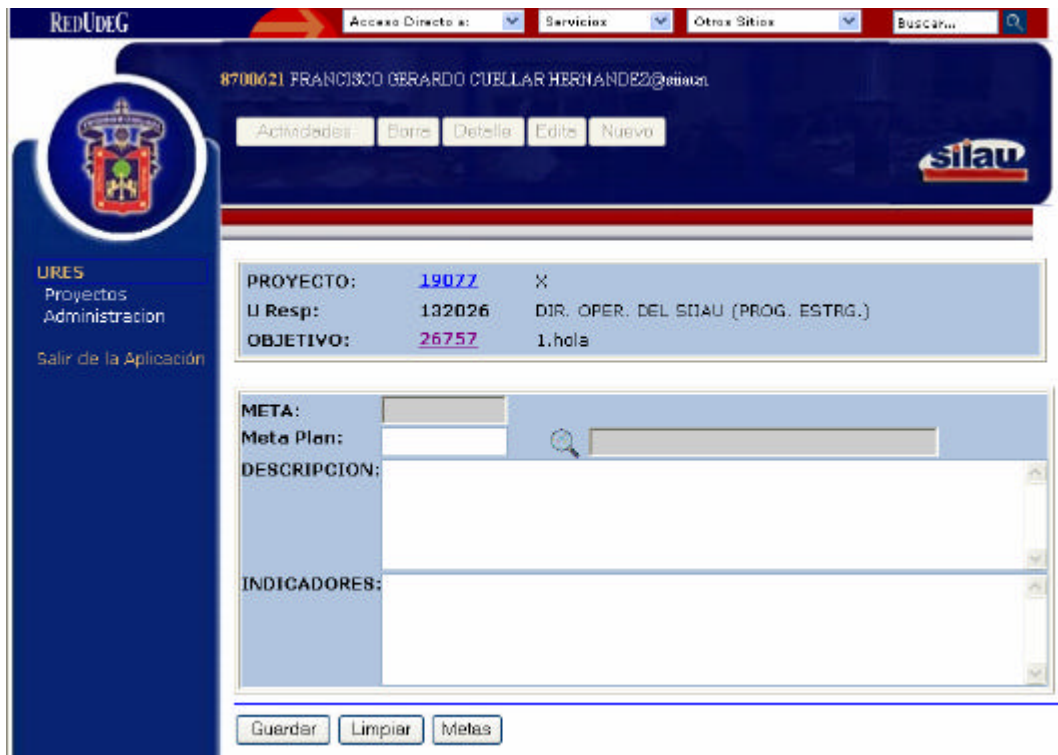 REDUDEG
Acceso Directo a: Servicios Otros Sitios Buscar...
8700621 FRANCISCO GERARDO CUELLAR HERNANDEZ@siiaun
Actividades Borra Detalle Edita Nuevo
siiau
URES
Proyectos
Administracion
Salir de la Aplicación
PROYECTO: 19077 X
U Resp: 132026 DIR. OPER. DEL SIIAU (PROG. ESTRG.)
OBJETIVO: 26757 1.hola
META:
Meta Plan:
DESCRIPCION:
INDICADORES:
Guardar Limpiar Metas